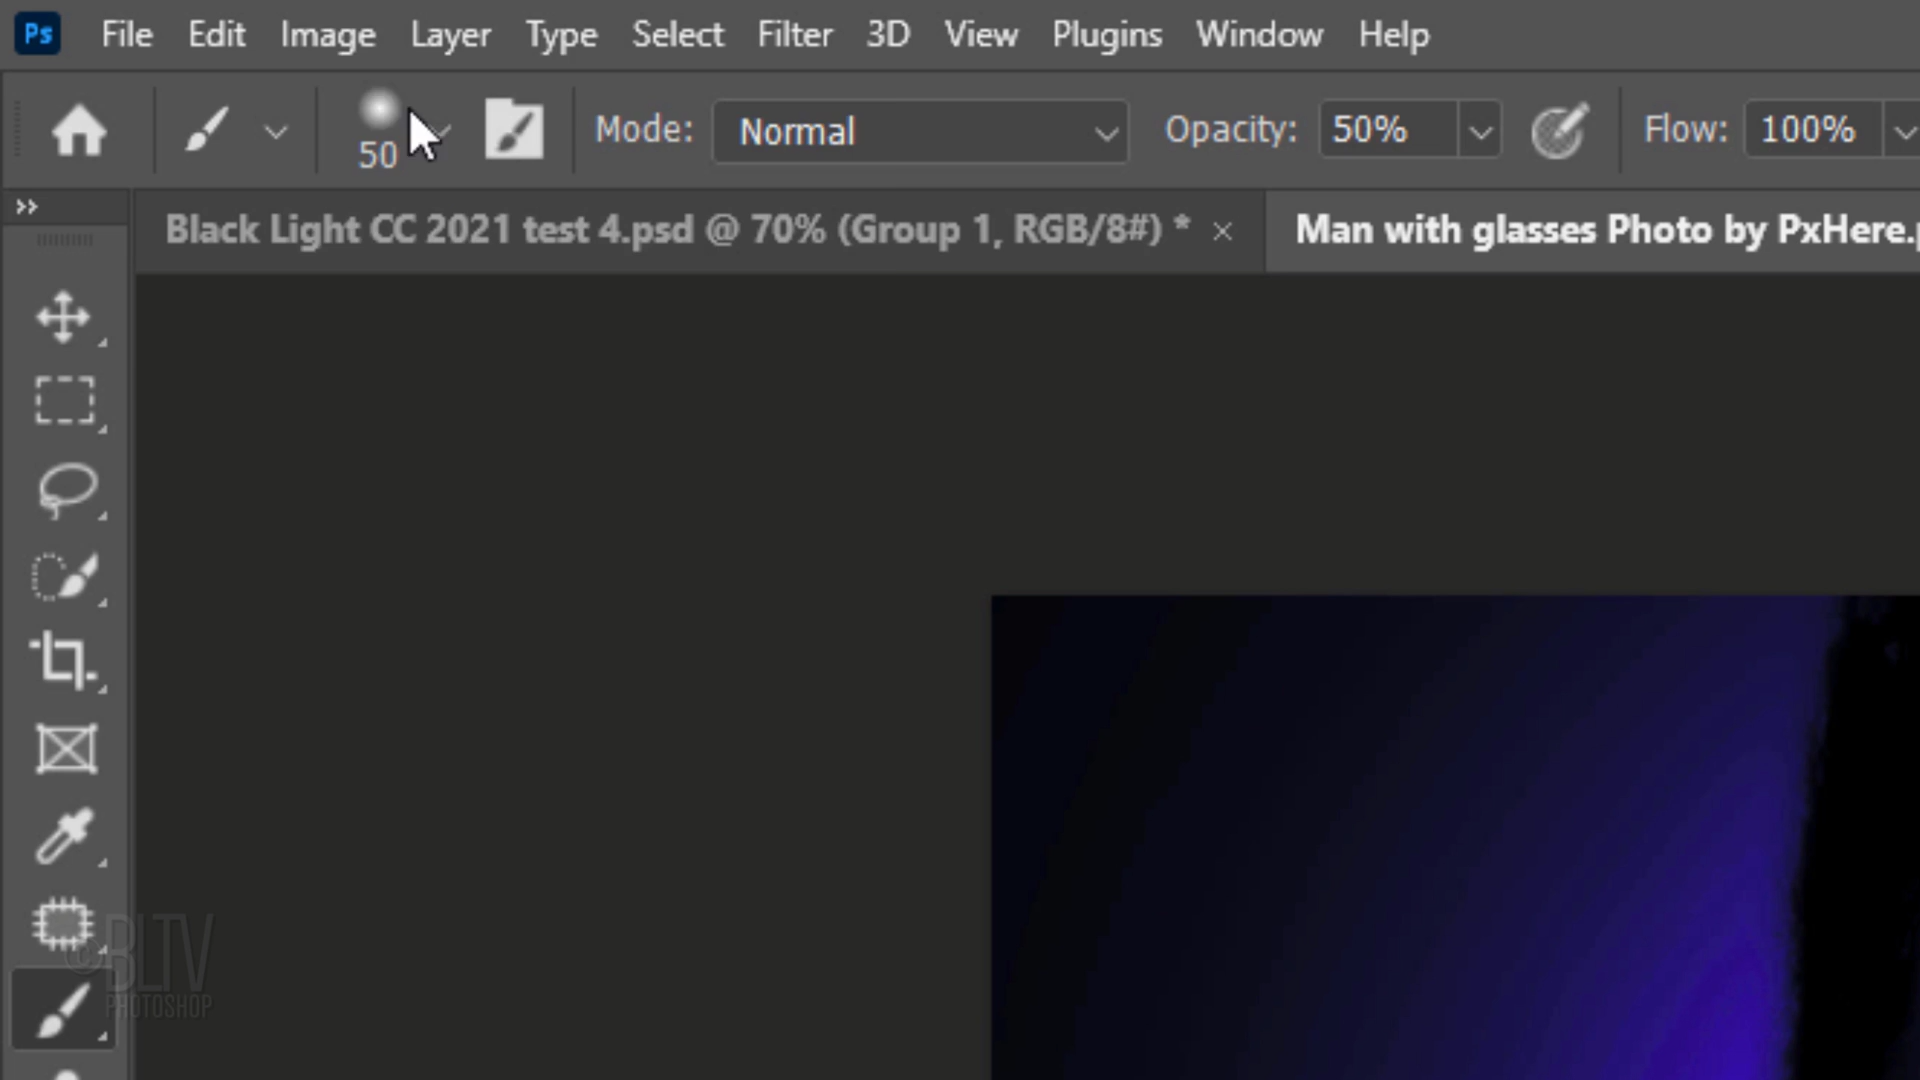 Ps File Edit Image Layer Type Select Filter 3D View Plugins Window Help
50 Mode: Normal Opacity: 50% Flow: 100%
Black Light CC 2021 test 4.psd @ 70% (Group 1, RGB/8#) * × Man with glasses Photo by PxHere.p
©BLTV
PHOTOSHOP